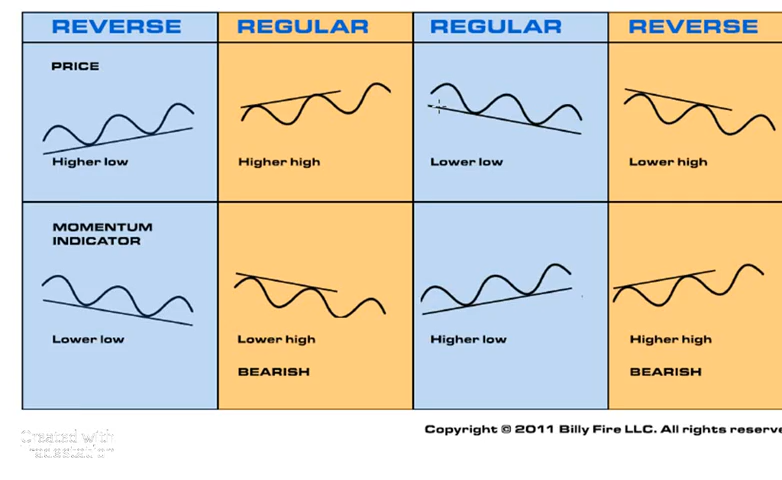 REVERSE REGULAR REGULAR REVERSE
PRICE
Higher low Higher high Lower low Lower high
MOMENTUM
INDICATOR
Lower low Lower high Higher low Higher high
BEARISH BEARISH
Copyright © 2011 Billy Fire LLC. All rights reserve
Created with